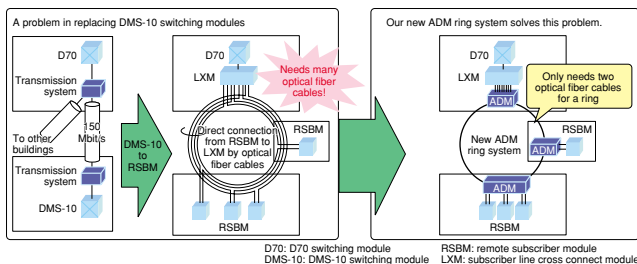 A problem in replacing DMS-10 switching modules
D70
Transmission
system
To other
buildings
150
Mbit/s
Transmission
system
DMS-10
DMS-10
to
RSBM
D70
LXM
Needs many
optical fiber
cables!
Direct connection
from RSBM to
LXM by optical
fiber cables
RSBM
RSBM
Our new ADM ring system solves this problem.
D70
LXM
ADM
Only needs two
optical fiber cables
for a ring
New ADM
ring system
RSBM
ADM
ADM
RSBM
D70: D70 switching module
DMS-10: DMS-10 switching module
RSBM: remote subscriber module
LXM: subscriber line cross connect module